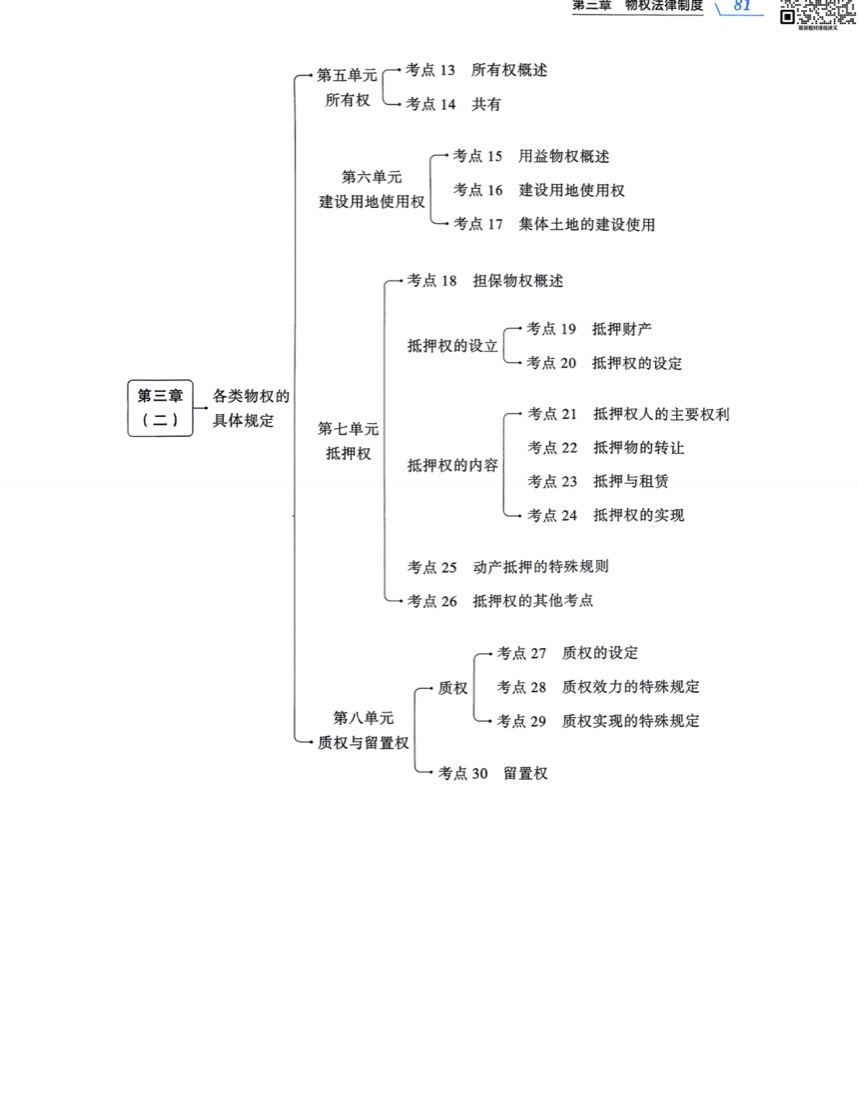 第三章 物权法律制度 81
第五单元
所有权
考点 13 所有权概述
考点 14 共有
第六单元
建设用地使用权
考点 15 用益物权概述
考点 16 建设用地使用权
考点 17 集体土地的建设使用
第三章
（二）
各类物权的
具体规定
第七单元
抵押权
考点 18 担保物权概述
抵押权的设立
考点 19 抵押财产
考点 20 抵押权的设定
抵押权的内容
考点 21 抵押权人的主要权利
考点 22 抵押物的转让
考点 23 抵押与租赁
考点 24 抵押权的实现
考点 25 动产抵押的特殊规则
考点 26 抵押权的其他考点
第八单元
质权与留置权
质权
考点 27 质权的设定
考点 28 质权效力的特殊规定
考点 29 质权实现的特殊规定
考点 30 留置权